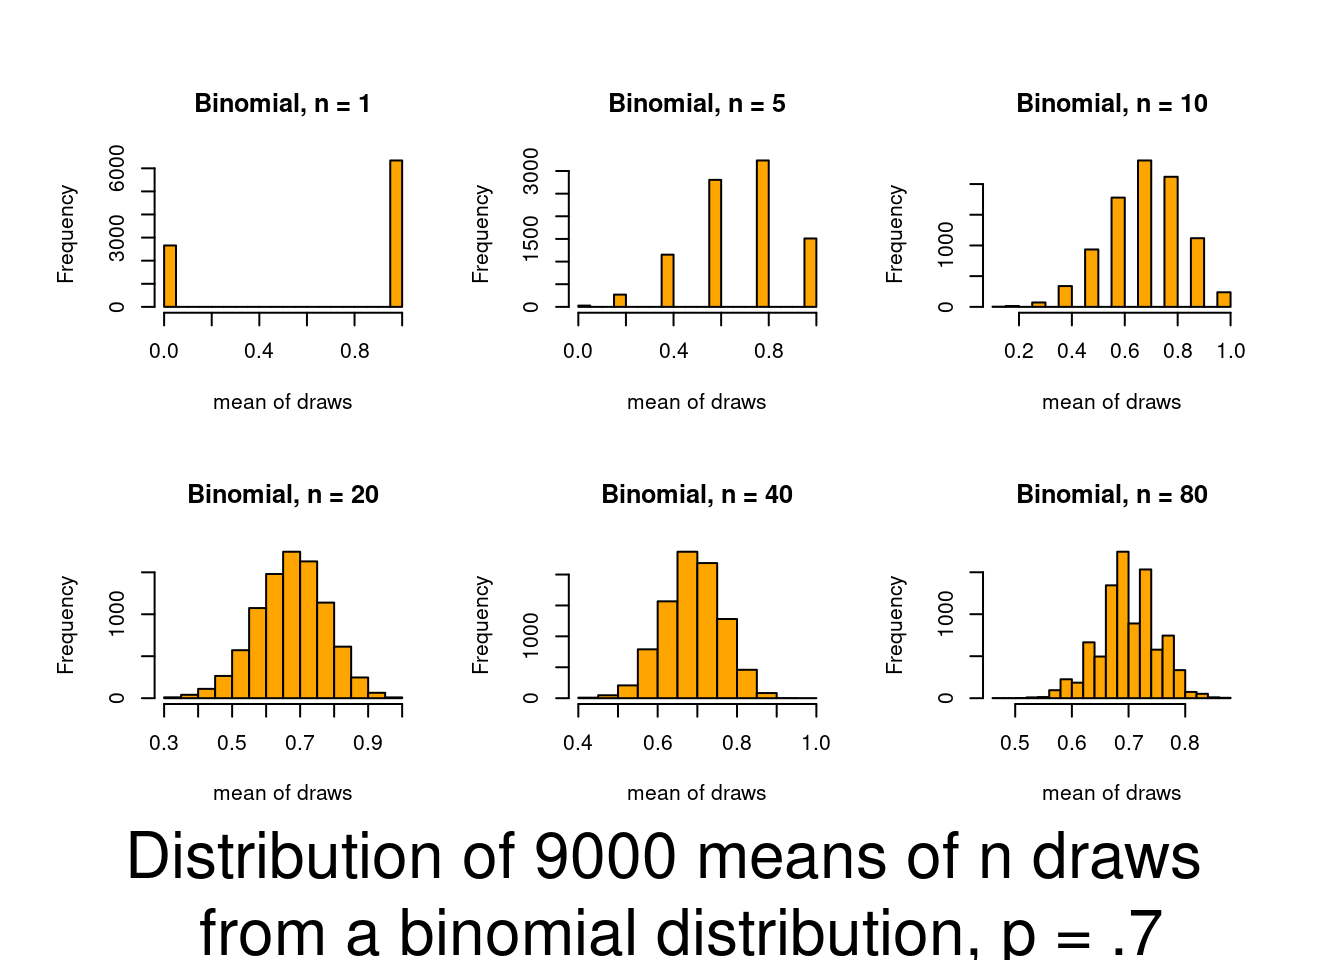 Binomial, n = 1
Frequency
0 3000 6000
0.0 0.4 0.8
mean of draws
Binomial, n = 5
Frequency
0 1500 3000
0.0 0.4 0.8
mean of draws
Binomial, n = 10
Frequency
0 1000
0.2 0.4 0.6 0.8 1.0
mean of draws
Binomial, n = 20
Frequency
0 1000
0.3 0.5 0.7 0.9
mean of draws
Binomial, n = 40
Frequency
0 1000
0.4 0.6 0.8 1.0
mean of draws
Binomial, n = 80
Frequency
0 1000
0.5 0.6 0.7 0.8
mean of draws
Distribution of 9000 means of n draws
from a binomial distribution, p = .7